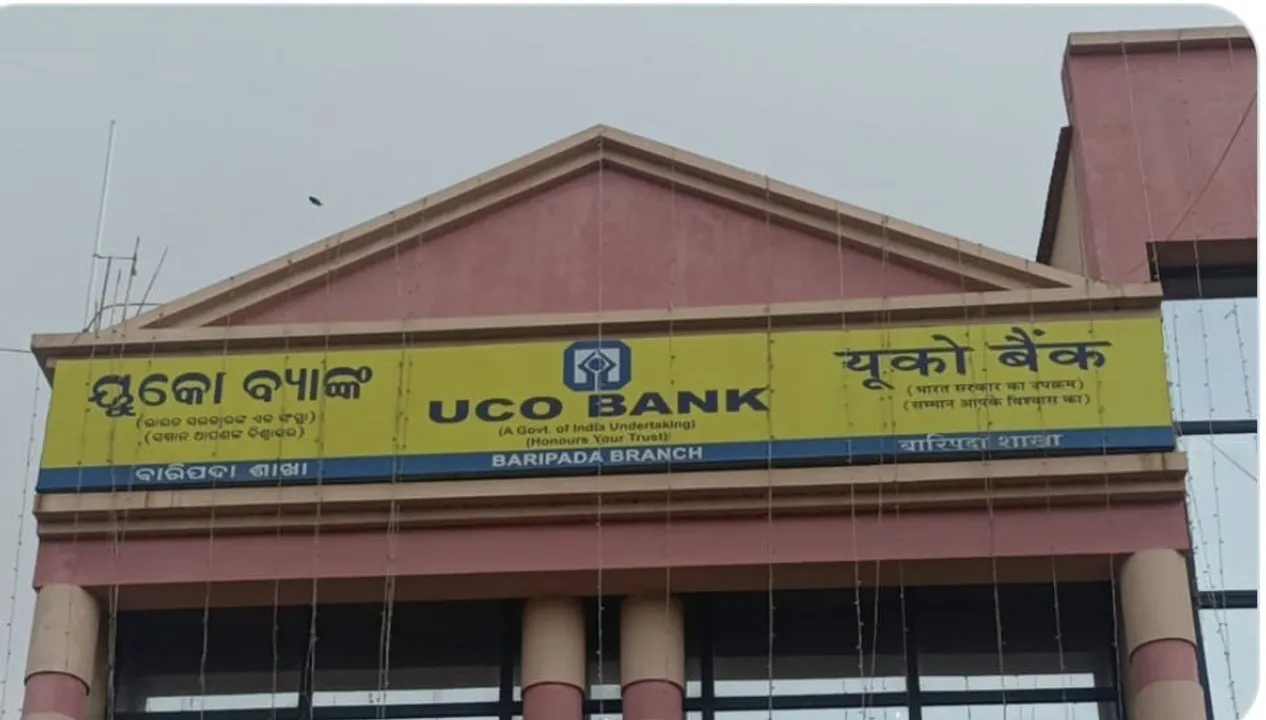 ୟୁକୋ ବ୍ୟାଙ୍କ
(ଭାରତ ସରକାରଙ୍କ ଏକ ସଂସ୍ଥା)
(ସମ୍ମାନ ଆପଣଙ୍କ ବିଶ୍ୱାସର)
ବାରିପଦା ଶାଖା
UCO BANK
(A Govt. of India Undertaking)
(Honours Your Trust)
BARIPADA BRANCH
यूको बैंक
(भारत सरकार का उपक्रम)
(सम्मान आपके विश्वास का)
बारिपदा शाखा